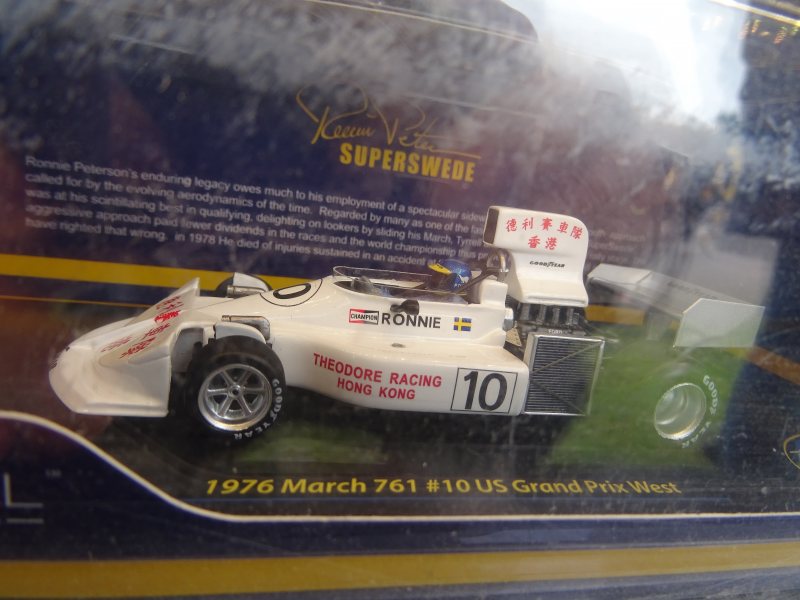 SUPERSWEDE
Ronnie Peterson's enduring legacy owes much to his employment of a spectacular
called for by the evolving aerodynamics of the time. Regarded by many as one of the
was at his scintillating best in qualifying, delighting on lookers by sliding his March,
aggressive approach paid fewer dividends in the races and the world championship thus
have righted that wrong. in 1978 He died of injuries sustained in an accident at
德利賽車隊
香港
GOODYEAR
CHAMPION
RONNIE
FORD
THEODORE RACING
HONG KONG
10
GOODYEAR
GOODYEAR
L
TM
1976 March 761 #10 US Grand Prix West